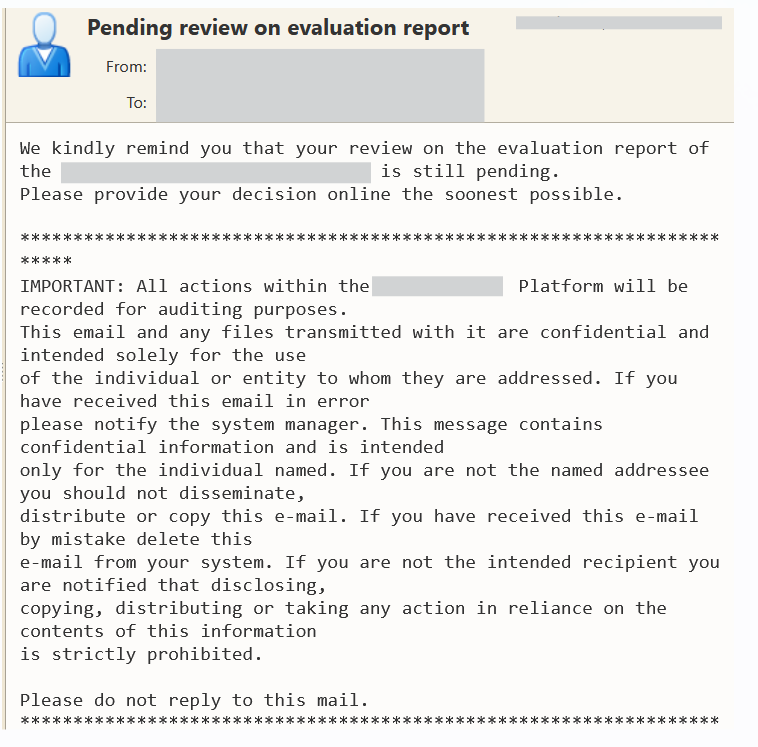 Pending review on evaluation report
From:
To:
We kindly remind you that your review on the evaluation report of
the is still pending.
Please provide your decision online the soonest possible.
******************************************************************
*****
IMPORTANT: All actions within the Platform will be
recorded for auditing purposes.
This email and any files transmitted with it are confidential and
intended solely for the use
of the individual or entity to whom they are addressed. If you
have received this email in error
please notify the system manager. This message contains
confidential information and is intended
only for the individual named. If you are not the named addressee
you should not disseminate,
distribute or copy this e-mail. If you have received this e-mail
by mistake delete this
e-mail from your system. If you are not the intended recipient you
are notified that disclosing,
copying, distributing or taking any action in reliance on the
contents of this information
is strictly prohibited.
Please do not reply to this mail.
******************************************************************